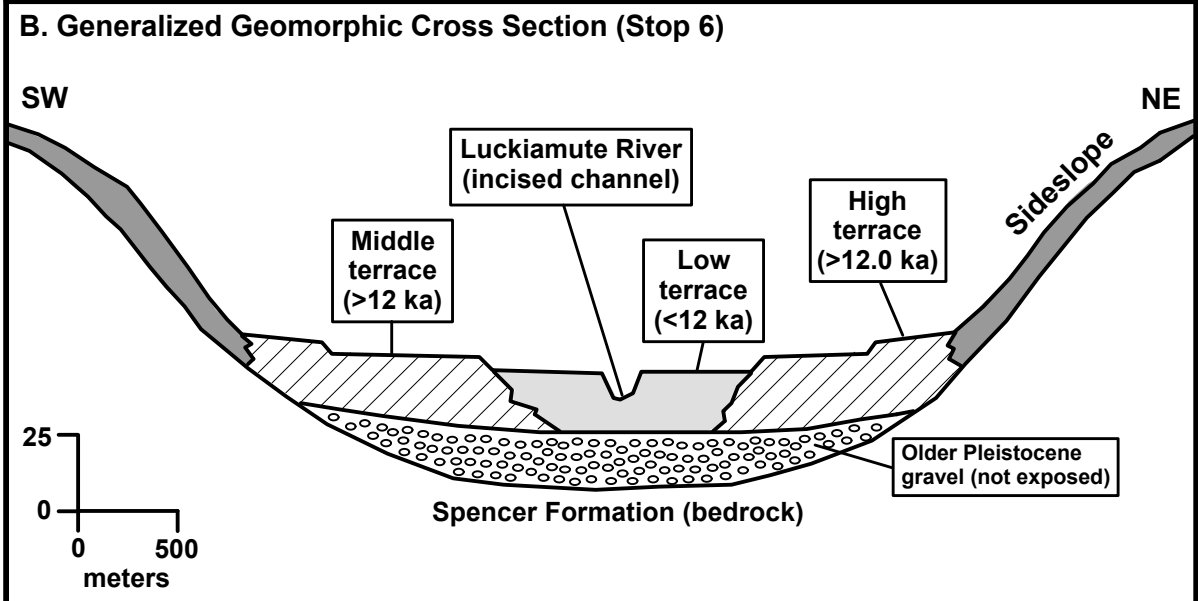 B. Generalized Geomorphic Cross Section (Stop 6)
SW
NE
Luckiamute River
(incised channel)
Sideslope
High
terrace
(>12.0 ka)
Middle
terrace
(>12 ka)
Low
terrace
(<12 ka)
25
0
0
500
meters
Older Pleistocene
gravel (not exposed)
Spencer Formation (bedrock)